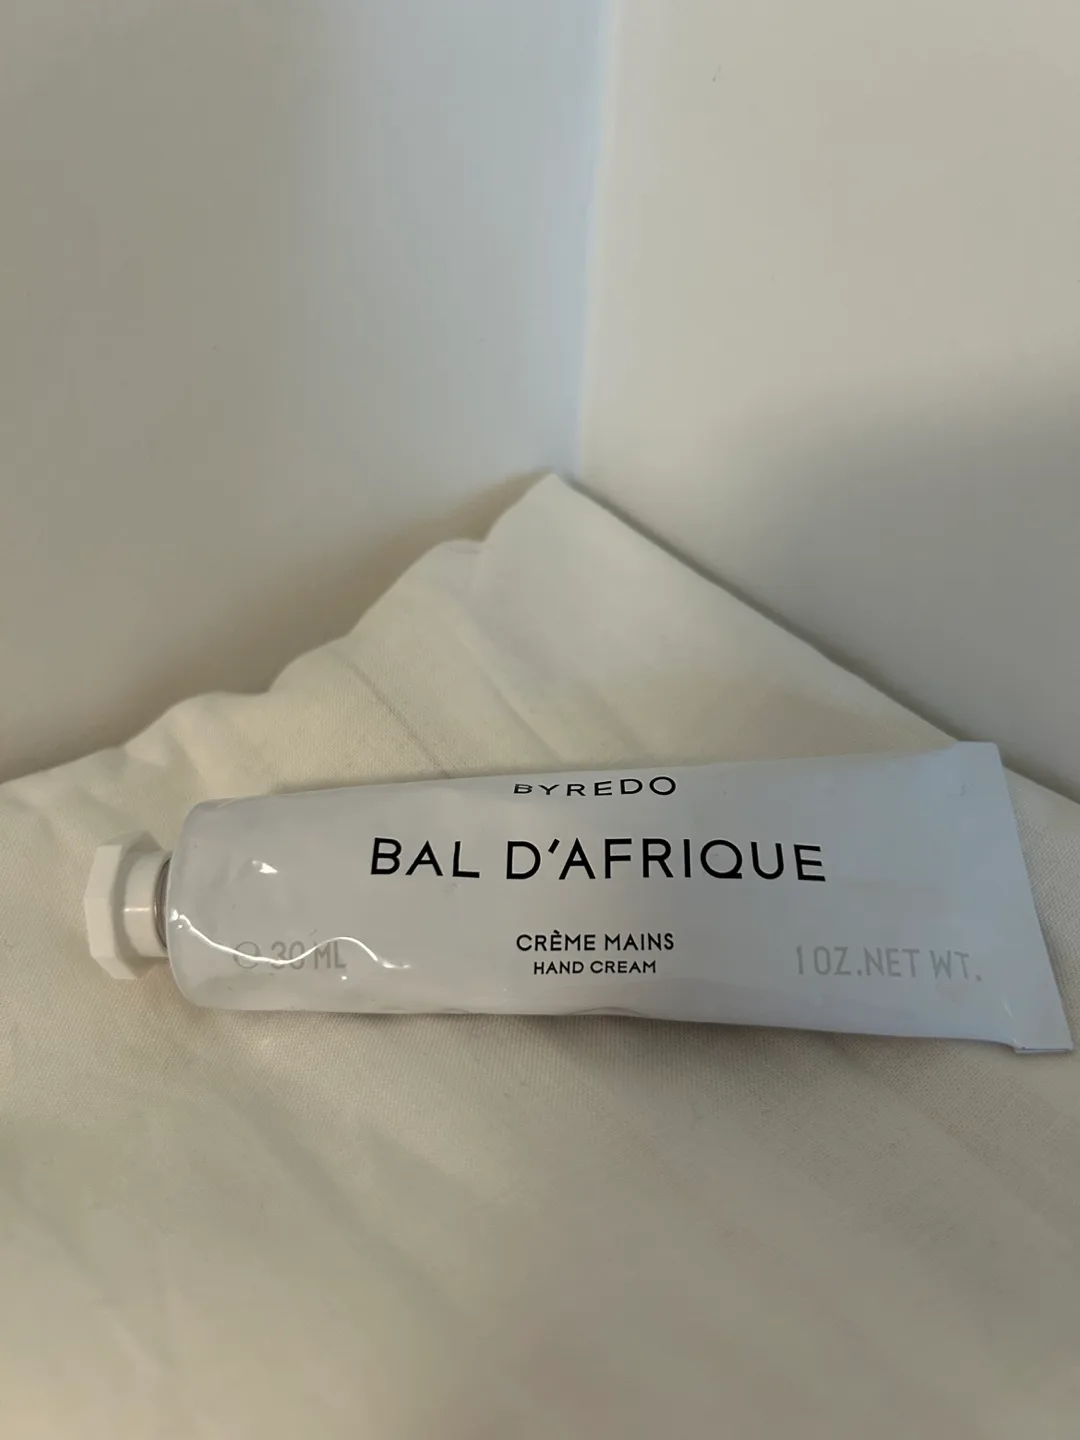 BYREDO
BAL D'AFRIQUE
CRÈME MAINS
HAND CREAM
℮ 30 ML
1 OZ.NET WT.